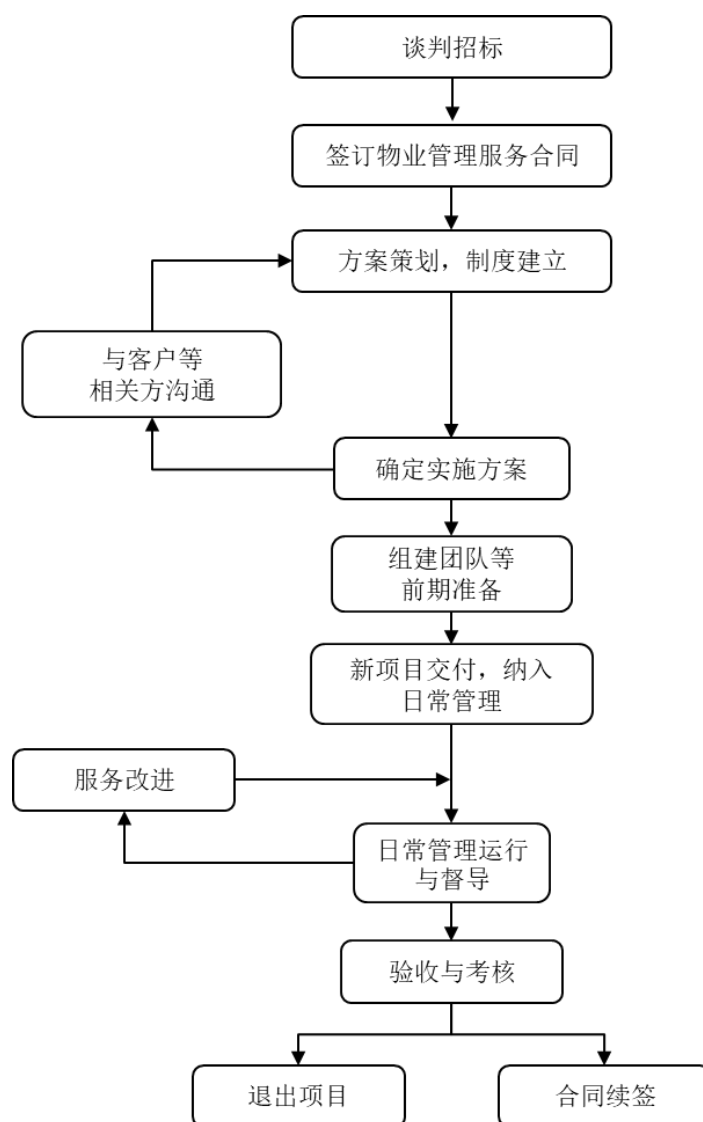 谈判招标
签订物业管理服务合同
方案策划，制度建立
与客户等
相关方沟通
确定实施方案
组建团队等
前期准备
新项目交付，纳入
日常管理
服务改进
日常管理运行
与督导
验收与考核
退出项目
合同续签